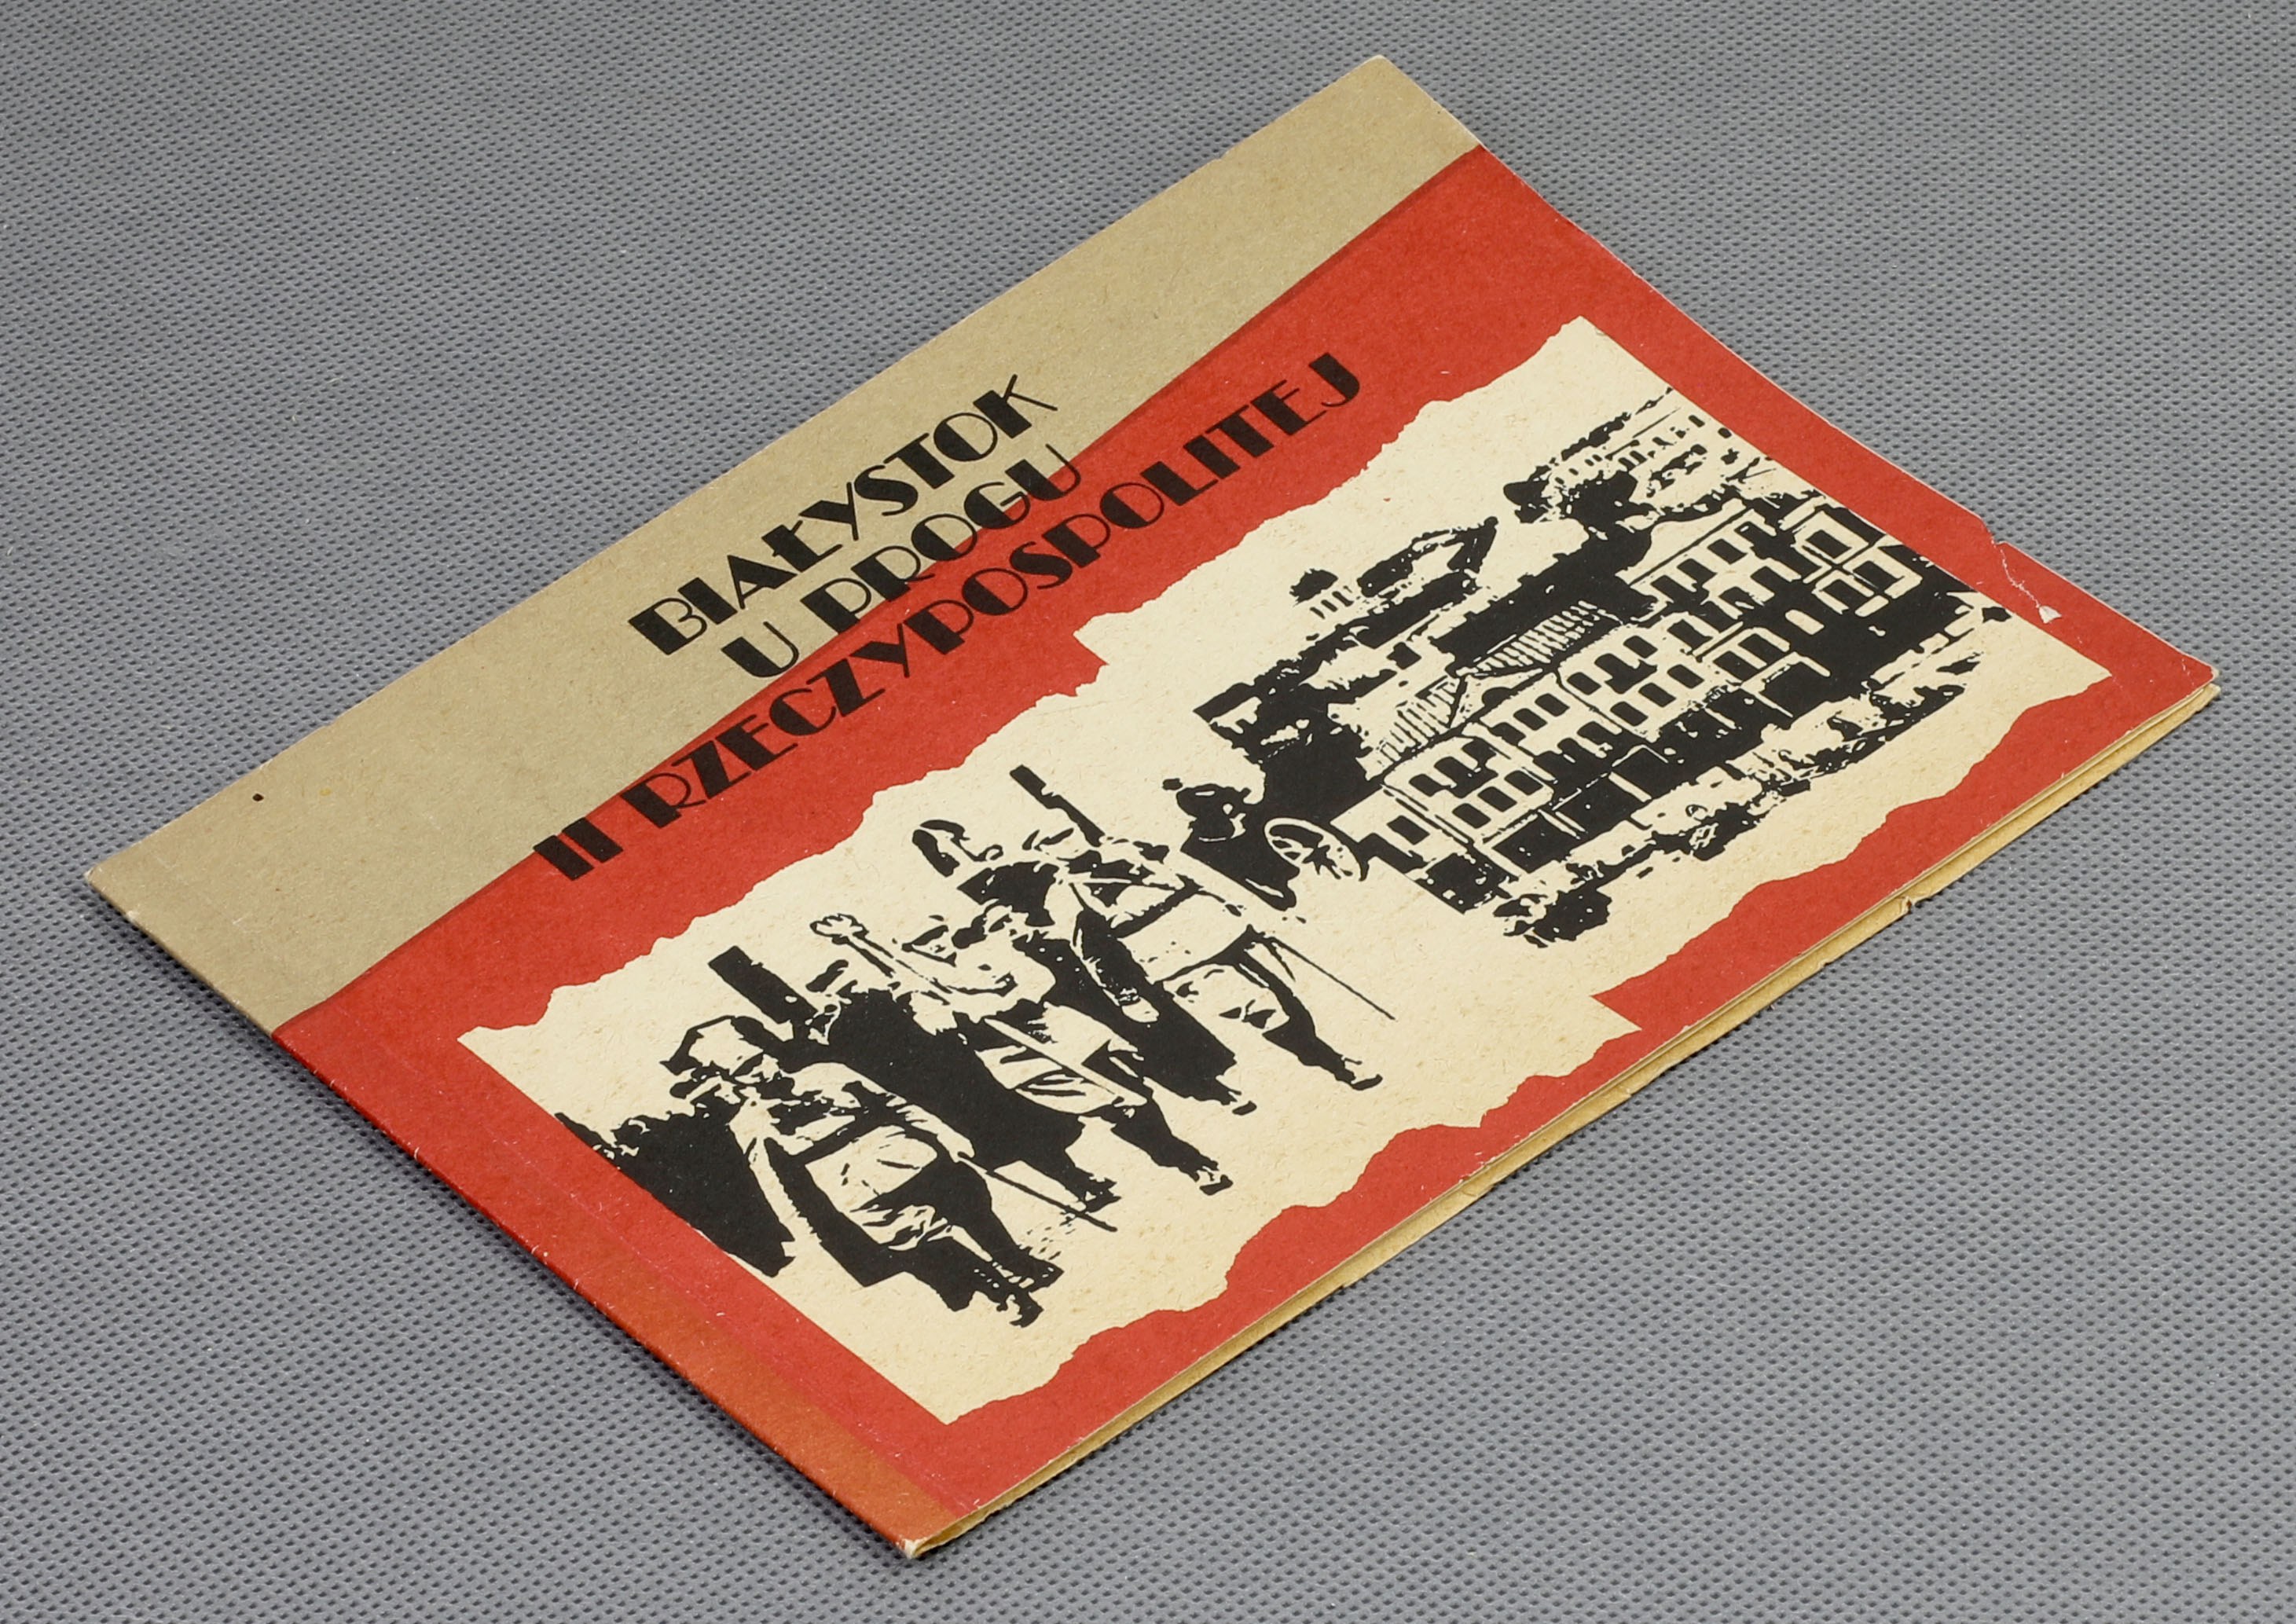 BIAŁYSTOK
U PROGU
II RZECZYPOSPOLITEJ